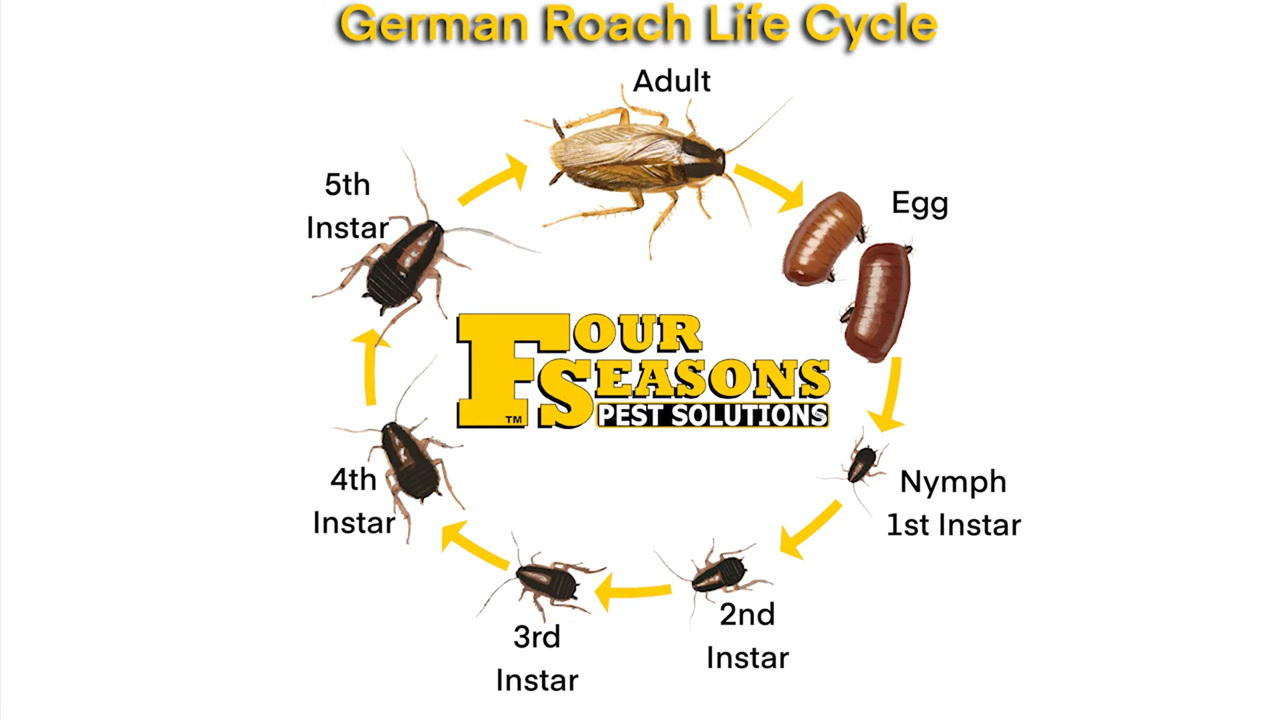 German Roach Life Cycle
Adult
Egg
Nymph
1st Instar
2nd
Instar
3rd
Instar
4th
Instar
5th
Instar
FOUR
SEASONS
PEST SOLUTIONS
TM